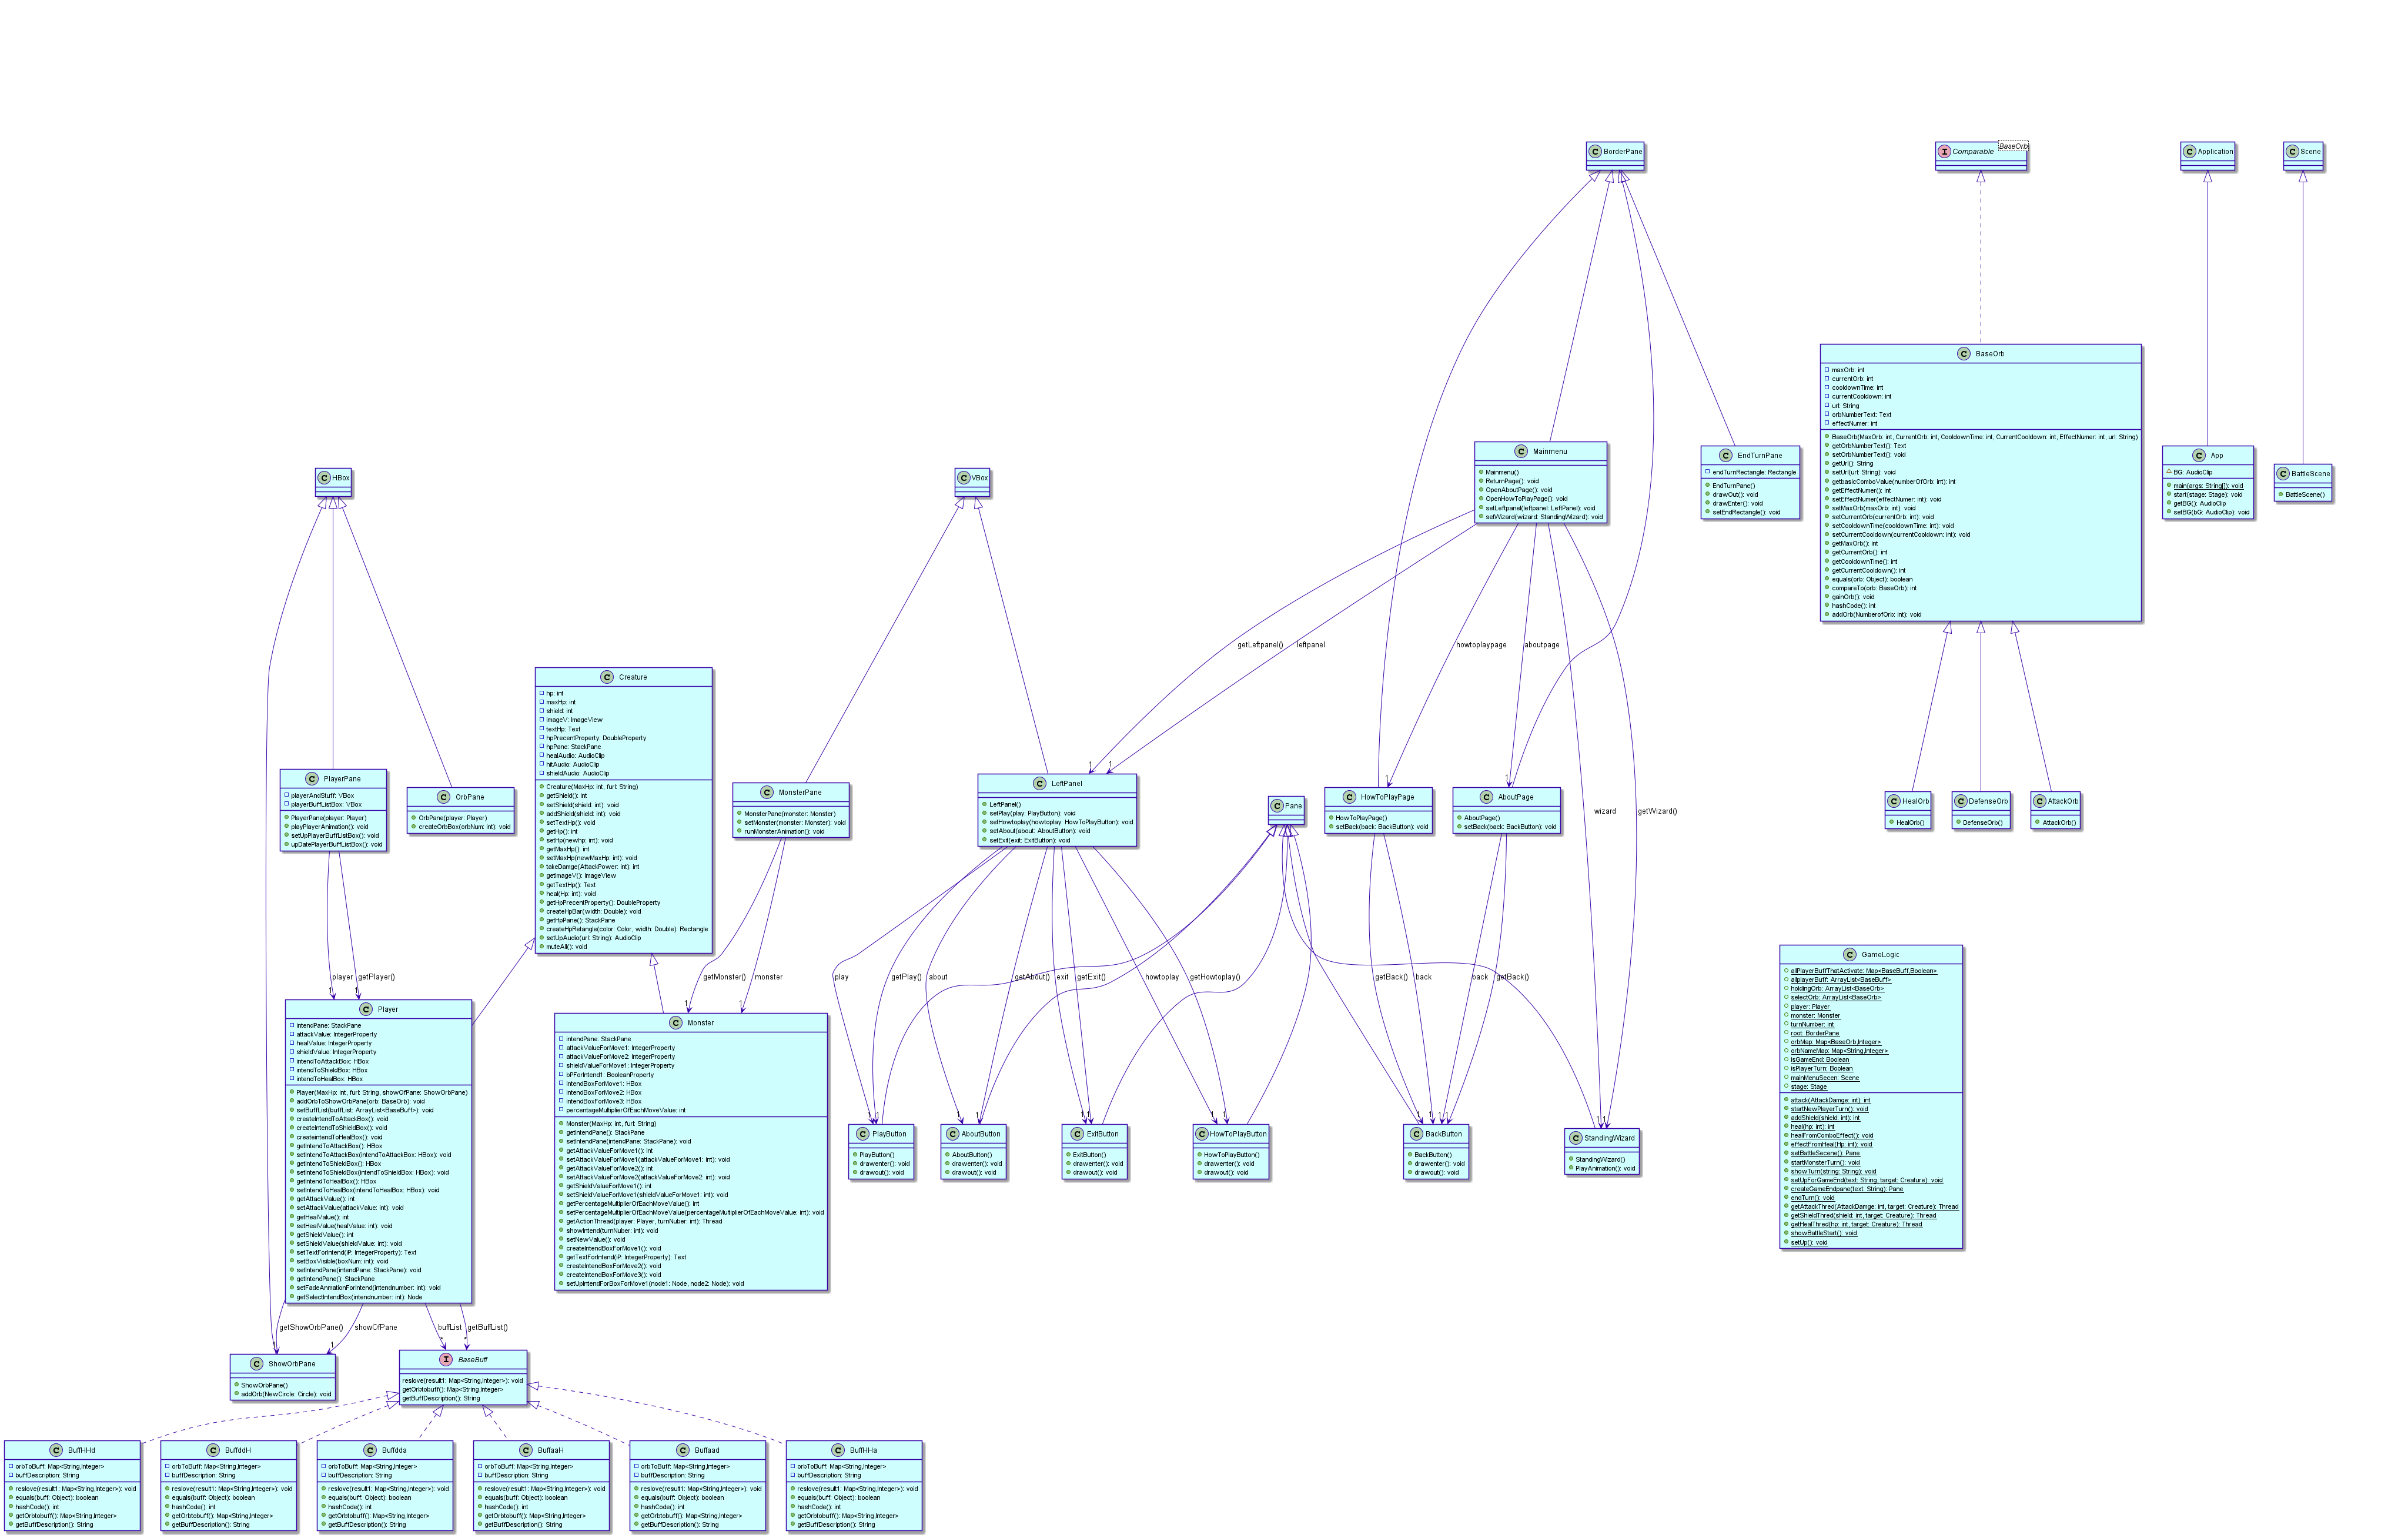 BorderPane
Comparable
BaseOrb
Application
Scene
BaseOrb
maxOrb: int
currentOrb: int
cooldownTime: int
currentCooldown: int
url: String
orbNumberText: Text
effectNumer: int
BaseOrb(MaxOrb: int, CurrentOrb: int, CooldownTime: int, CurrentCooldown: int, EffectNumer: int, url: String)
getOrbNumberText(): Text
setOrbNumberText(): void
getUrl(): String
setUrl(url: String): void
getbasicComboValue(numberOfOrb: int): int
getEffectNumer(): int
setEffectNumer(effectNumer: int): void
setMaxOrb(maxOrb: int): void
setCurrentOrb(currentOrb: int): void
setCooldownTime(cooldownTime: int): void
setCurrentCooldown(currentCooldown: int): void
getMaxOrb(): int
getCurrentOrb(): int
getCooldownTime(): int
getCurrentCooldown(): int
equals(orb: Object): boolean
compareTo(orb: BaseOrb): int
gainOrb(): void
hashCode(): int
addOrb(NumberofOrb: int): void
Mainmenu
Mainmenu()
ReturnPage(): void
OpenAboutPage(): void
OpenHowToPlayPage(): void
setLeftpanel(leftpanel: LeftPanel): void
setWizard(wizard: StandingWizard): void
EndTurnPane
endTurnRectangle: Rectangle
EndTurnPane()
drawOut(): void
drawEnter(): void
setEndRectangle(): void
App
BG: AudioClip
main(args: String[]): void
start(stage: Stage): void
getBG(): AudioClip
setBG(bG: AudioClip): void
BattleScene
BattleScene()
HBox
VBox
getLeftpanel()
leftpanel
howtoplaypage
aboutpage
Creature
hp: int
maxHp: int
shield: int
imageV: ImageView
textHp: Text
hpPrecentProperty: DoubleProperty
hpPane: StackPane
healAudio: AudioClip
hitAudio: AudioClip
shieldAudio: AudioClip
Creature(MaxHp: int, furl: String)
getShield(): int
setShield(shield: int): void
addShield(shield: int): void
setTextHp(): void
getHp(): int
setHp(newhp: int): void
getMaxHp(): int
setMaxHp(newMaxHp: int): void
takeDamge(AttackPower: int): int
getImageV(): ImageView
getTextHp(): Text
heal(Hp: int): void
getHpPrecentProperty(): DoubleProperty
createHpBar(width: Double): void
getHpPane(): StackPane
createHpRetangle(color: Color, width: Double): Rectangle
setUpAudio(url: String): AudioClip
muteAll(): void
PlayerPane
playerAndStuff: VBox
playerBuffListBox: VBox
PlayerPane(player: Player)
playPlayerAnimation(): void
setUpPlayerBuffListBox(): void
upDatePlayerBuffListBox(): void
OrbPane
OrbPane(player: Player)
createOrbBox(orbNum: int): void
MonsterPane
MonsterPane(monster: Monster)
setMonster(monster: Monster): void
runMonsterAnimation(): void
1
1
LeftPanel
LeftPanel()
setPlay(play: PlayButton): void
setHowtoplay(howtoplay: HowToPlayButton): void
setAbout(about: AboutButton): void
setExit(exit: ExitButton): void
Pane
1
HowToPlayPage
HowToPlayPage()
setBack(back: BackButton): void
1
AboutPage
AboutPage()
setBack(back: BackButton): void
wizard
getWizard()
HealOrb
HealOrb()
DefenseOrb
DefenseOrb()
AttackOrb
AttackOrb()
player
getPlayer()
1
1
getMonster()
monster
1
1
play
getPlay()
about
getAbout()
exit
getExit()
howtoplay
getHowtoplay()
getBack()
back
back
getBack()
GameLogic
allPlayerBuffThatActivate: Map<BaseBuff,Boolean>
allplayerBuff: ArrayList<BaseBuff>
holdingOrb: ArrayList<BaseOrb>
selectOrb: ArrayList<BaseOrb>
player: Player
monster: Monster
turnNumber: int
root: BorderPane
orbMap: Map<BaseOrb,Integer>
orbNameMap: Map<String,Integer>
isGameEnd: Boolean
isPlayerTurn: Boolean
mainMenuSecen: Scene
stage: Stage
attack(AttackDamge: int): int
startNewPlayerTurn(): void
addShield(shield: int): int
heal(hp: int): int
healFromComboEffect(): void
effectFromHeal(Hp: int): void
setBattleSecene(): Pane
startMonsterTurn(): void
showTurn(string: String): void
setUpForGameEnd(text: String, target: Creature): void
createGameEndpane(text: String): Pane
endTurn(): void
getAttackThred(AttackDamge: int, target: Creature): Thread
getShieldThred(shield: int, target: Creature): Thread
getHealThred(hp: int, target: Creature): Thread
showBattleStart(): void
setUp(): void
Player
intendPane: StackPane
attackValue: IntegerProperty
healValue: IntegerProperty
shieldValue: IntegerProperty
intendToAttackBox: HBox
intendToShieldBox: HBox
intendToHealBox: HBox
Player(MaxHp: int, furl: String, showOfPane: ShowOrbPane)
addOrbToShowOrbPane(orb: BaseOrb): void
setBuffList(buffList: ArrayList<BaseBuff>): void
createIntendToAttackBox(): void
createIntendToShieldBox(): void
createintendToHealBox(): void
getIntendToAttackBox(): HBox
setIntendToAttackBox(intendToAttackBox: HBox): void
getIntendToShieldBox(): HBox
setIntendToShieldBox(intendToShieldBox: HBox): void
getIntendToHealBox(): HBox
setIntendToHealBox(intendToHealBox: HBox): void
getAttackValue(): int
setAttackValue(attackValue: int): void
getHealValue(): int
setHealValue(healValue: int): void
getShieldValue(): int
setShieldValue(shieldValue: int): void
setTextForIntend(iP: IntegerProperty): Text
setBoxVisible(boxNum: int): void
setIntendPane(intendPane: StackPane): void
getIntendPane(): StackPane
setFadeAnmationForIntend(intendnumber: int): void
getSelectIntendBox(intendnumber: int): Node
Monster
intendPane: StackPane
attackValueForMove1: IntegerProperty
attackValueForMove2: IntegerProperty
shieldValueForMove1: IntegerProperty
bPForIntend1: BooleanProperty
intendBoxForMove1: HBox
intendBoxForMove2: HBox
intendBoxForMove3: HBox
percentageMultiplierOfEachMoveValue: int
Monster(MaxHp: int, furl: String)
getIntendPane(): StackPane
setIntendPane(intendPane: StackPane): void
getAttackValueForMove1(): int
setAttackValueForMove1(attackValueForMove1: int): void
getAttackValueForMove2(): int
setAttackValueForMove2(attackValueForMove2: int): void
getShieldValueForMove1(): int
setShieldValueForMove1(shieldValueForMove1: int): void
getPercentageMultiplierOfEachMoveValue(): int
setPercentageMultiplierOfEachMoveValue(percentageMultiplierOfEachMoveValue: int): void
getActionThread(player: Player, turnNuber: int): Thread
showIntend(turnNuber: int): void
setNewValue(): void
createIntendBoxForMove1(): void
getTextForIntend(iP: IntegerProperty): Text
createIntendBoxForMove2(): void
createIntendBoxForMove3(): void
setUpIntendForBoxForMove1(node1: Node, node2: Node): void
1
1
PlayButton
PlayButton()
drawenter(): void
drawout(): void
1
1
AboutButton
AboutButton()
drawenter(): void
drawout(): void
1
1
ExitButton
ExitButton()
drawenter(): void
drawout(): void
1
1
HowToPlayButton
HowToPlayButton()
drawenter(): void
drawout(): void
1
1
1
1
BackButton
BackButton()
drawenter(): void
drawout(): void
1
1
StandingWizard
StandingWizard()
PlayAnimation(): void
getShowOrbPane()
showOfPane
buffList
getBuffList()
1
1
*
*
ShowOrbPane
ShowOrbPane()
addOrb(NewCircle: Circle): void
BaseBuff
reslove(result1: Map<String,Integer>): void
getOrbtobuff(): Map<String,Integer>
getBuffDescription(): String
BuffHHd
orbToBuff: Map<String,Integer>
buffDescription: String
reslove(result1: Map<String,Integer>): void
equals(buff: Object): boolean
hashCode(): int
getOrbtobuff(): Map<String,Integer>
getBuffDescription(): String
BuffddH
orbToBuff: Map<String,Integer>
buffDescription: String
reslove(result1: Map<String,Integer>): void
equals(buff: Object): boolean
hashCode(): int
getOrbtobuff(): Map<String,Integer>
getBuffDescription(): String
Buffdda
orbToBuff: Map<String,Integer>
buffDescription: String
reslove(result1: Map<String,Integer>): void
equals(buff: Object): boolean
hashCode(): int
getOrbtobuff(): Map<String,Integer>
getBuffDescription(): String
BuffaaH
orbToBuff: Map<String,Integer>
buffDescription: String
reslove(result1: Map<String,Integer>): void
equals(buff: Object): boolean
hashCode(): int
getOrbtobuff(): Map<String,Integer>
getBuffDescription(): String
Buffaad
orbToBuff: Map<String,Integer>
buffDescription: String
reslove(result1: Map<String,Integer>): void
equals(buff: Object): boolean
hashCode(): int
getOrbtobuff(): Map<String,Integer>
getBuffDescription(): String
BuffHHa
orbToBuff: Map<String,Integer>
buffDescription: String
reslove(result1: Map<String,Integer>): void
equals(buff: Object): boolean
hashCode(): int
getOrbtobuff(): Map<String,Integer>
getBuffDescription(): String